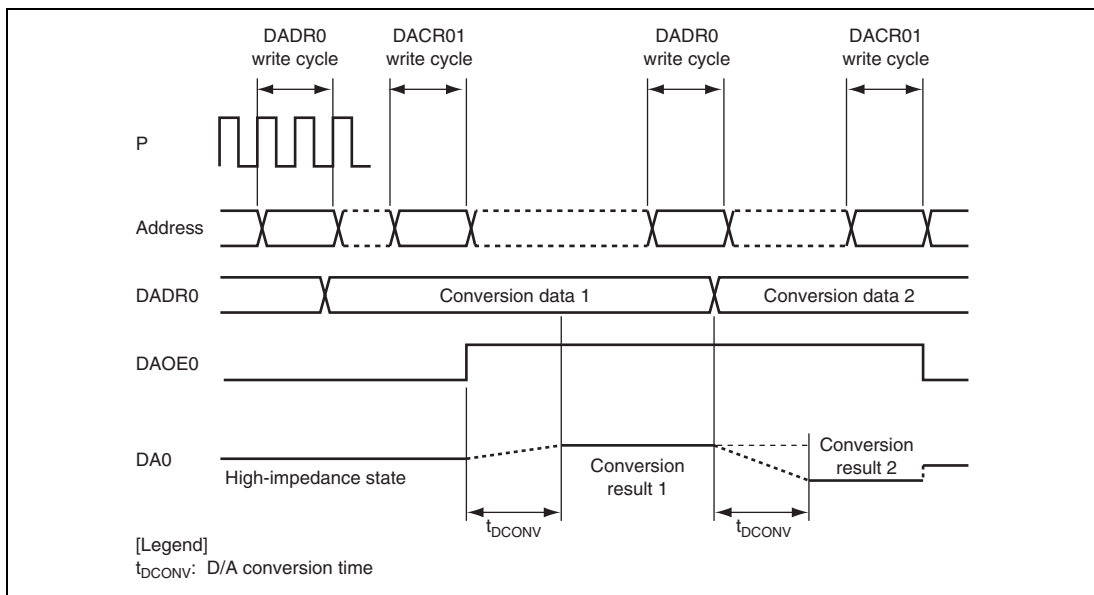 DADR0
write cycle
DACR01
write cycle
DADR0
write cycle
DACR01
write cycle
P
Address
DADR0
Conversion data 1
Conversion data 2
DAOE0
DA0
High-impedance state
Conversion
result 1
Conversion
result 2
tDCONV
tDCONV
[Legend]
tDCONV: D/A conversion time